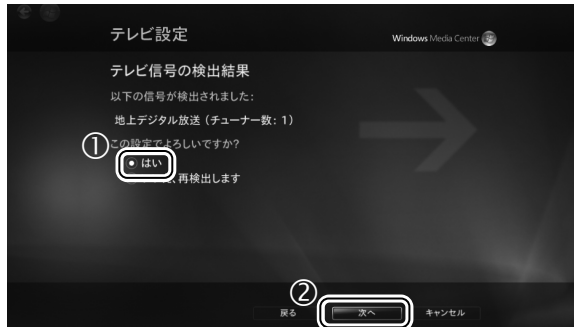 テレビ設定
Windows Media Center
テレビ信号の検出結果
以下の信号が検出されました:
地上デジタル放送（チューナー数: 1）
①
この設定でよろしいですか?
はい
、再検出します
②
戻る
次へ
キャンセル